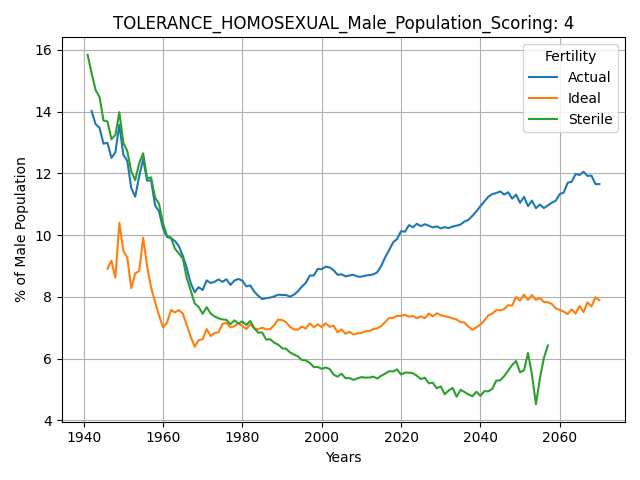 TOLERANCE_HOMOSEXUAL_Male_Population_Scoring: 4
Fertility
Actual
Ideal
Sterile
% of Male Population
16
14
12
10
8
6
4
1940 1960 1980 2000 2020 2040 2060
Years